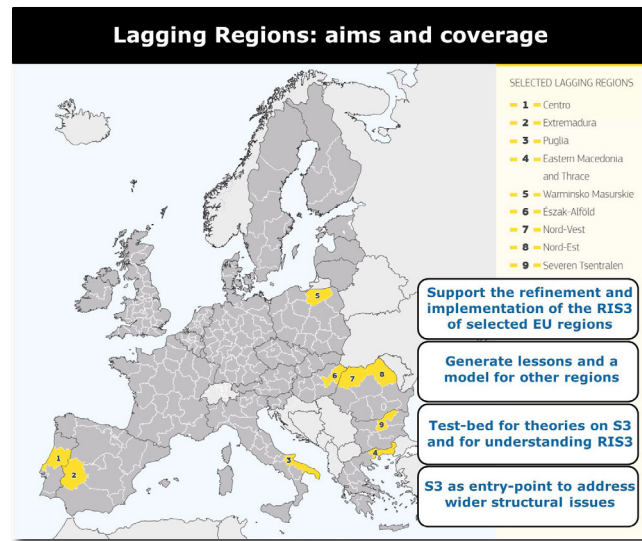 Lagging Regions: aims and coverage
SELECTED LAGGING REGIONS
1 Centro
2 Extremadura
3 Puglia
4 Eastern Macedonia
and Thrace
5 Warminsko Masurskie
6 Észak-Alföld
7 Nord-Vest
8 Nord-Est
9 Severen Tsentralen
Support the refinement and
implementation of the RIS3
of selected EU regions
Generate lessons and a
model for other regions
Test-bed for theories on S3
and for understanding RIS3
S3 as entry-point to address
wider structural issues
5
6
7
8
9
4
3
1
2